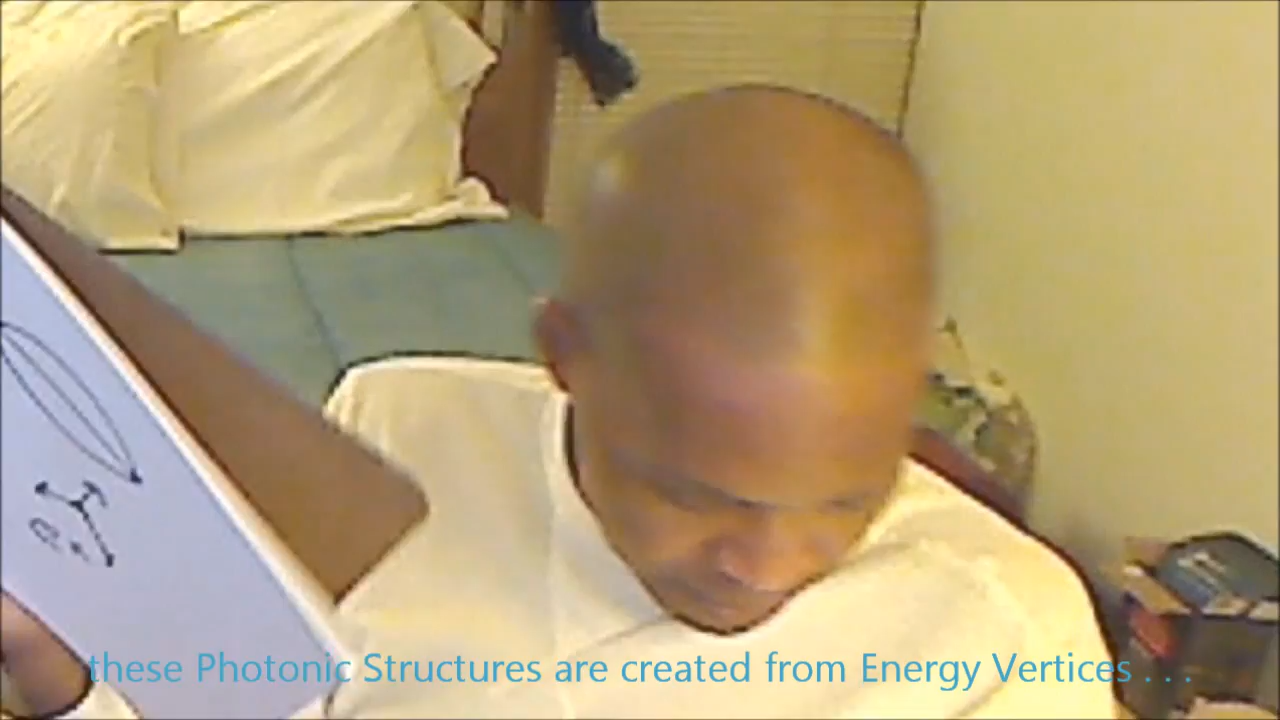 these Photonic Structures are created from Energy Vertices . . .